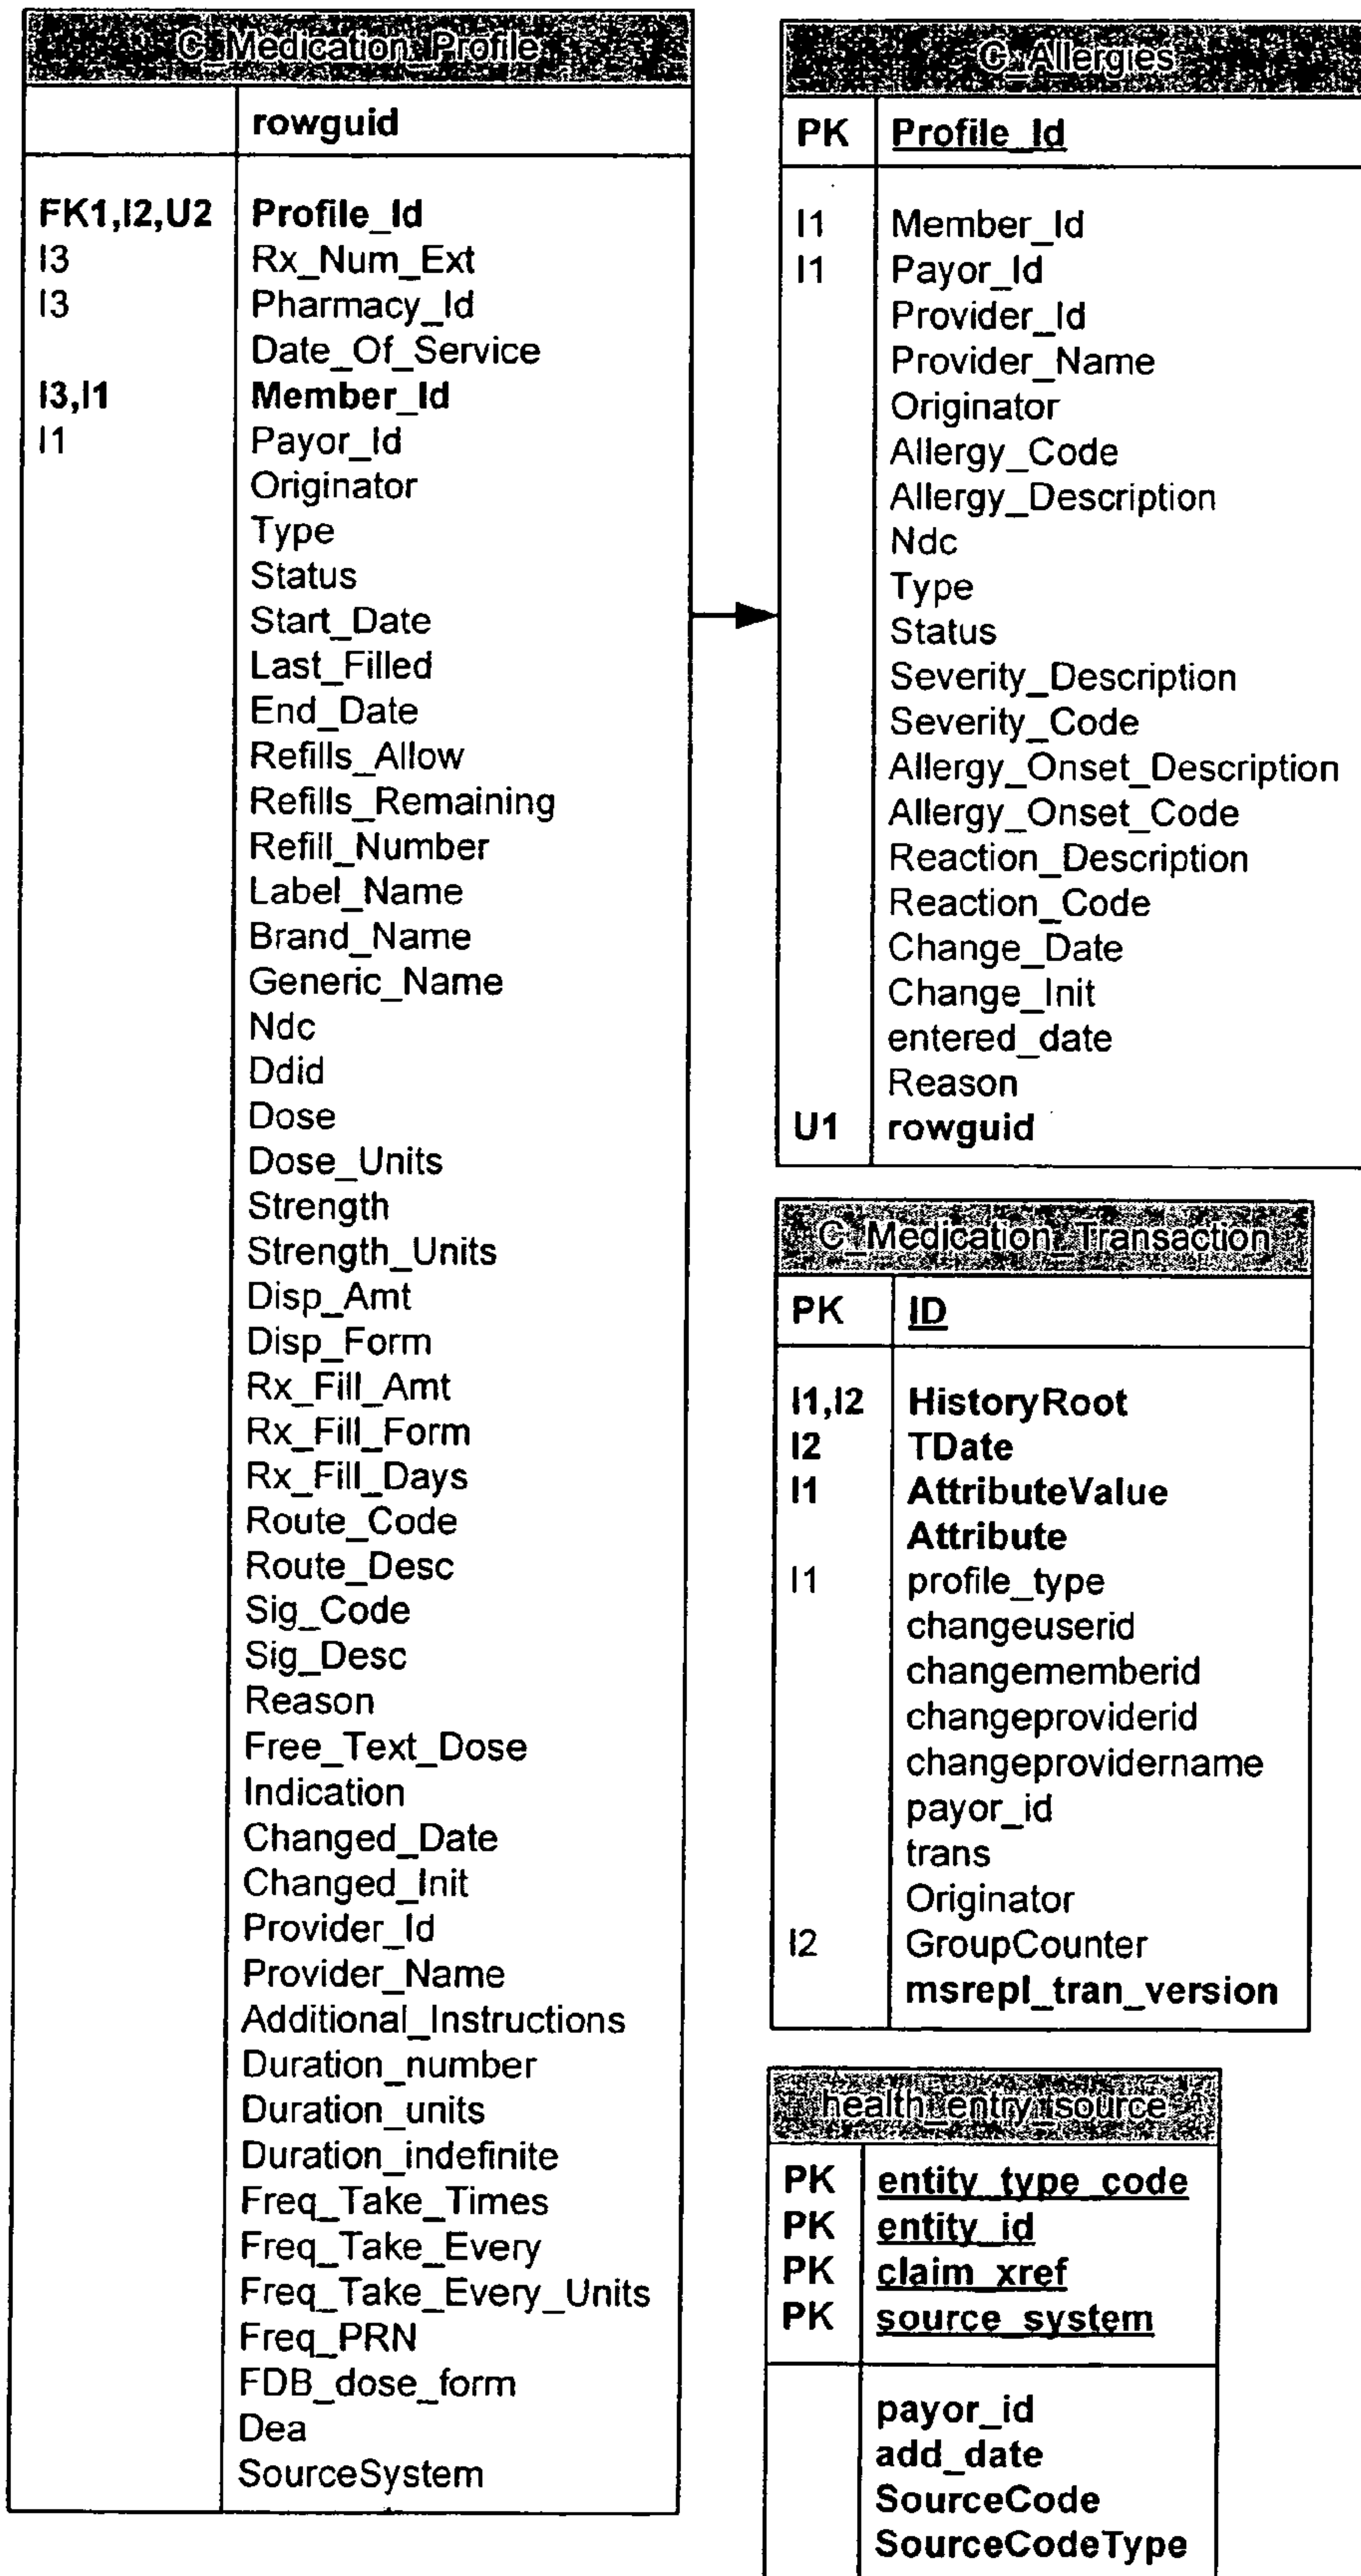 C_Medication_Profile
rowguid
FK1,I2,U2 Profile_Id
I3 Rx_Num_Ext
I3 Pharmacy_Id
Date_Of_Service
I3,I1 Member_Id
I1 Payor_Id
Originator
Type
Status
Start_Date
Last_Filled
End_Date
Refills_Allow
Refills_Remaining
Refill_Number
Label_Name
Brand_Name
Generic_Name
Ndc
Ddid
Dose
Dose_Units
Strength
Strength_Units
Disp_Amt
Disp_Form
Rx_Fill_Amt
Rx_Fill_Form
Rx_Fill_Days
Route_Code
Route_Desc
Sig_Code
Sig_Desc
Reason
Free_Text_Dose
Indication
Changed_Date
Changed_Init
Provider_Id
Provider_Name
Additional_Instructions
Duration_number
Duration_units
Duration_indefinite
Freq_Take_Times
Freq_Take_Every
Freq_Take_Every_Units
Freq_PRN
FDB_dose_form
Dea
SourceSystem
C_Allergies
PK Profile_Id
I1 Member_Id
I1 Payor_Id
Provider_Id
Provider_Name
Originator
Allergy_Code
Allergy_Description
Ndc
Type
Status
Severity_Description
Severity_Code
Allergy_Onset_Description
Allergy_Onset_Code
Reaction_Description
Reaction_Code
Change_Date
Change_Init
entered_date
Reason
U1 rowguid
C_Medication_Transaction
PK ID
I1,I2 HistoryRoot
I2 TDate
I1 AttributeValue
Attribute
I1 profile_type
changeuserid
changememberid
changeproviderid
changeprovidername
payor_id
trans
Originator
I2 GroupCounter
msrepl_tran_version
health_entry_source
PK entity_type_code
PK entity_id
PK claim_xref
PK source_system
payor_id
add_date
SourceCode
SourceCodeType